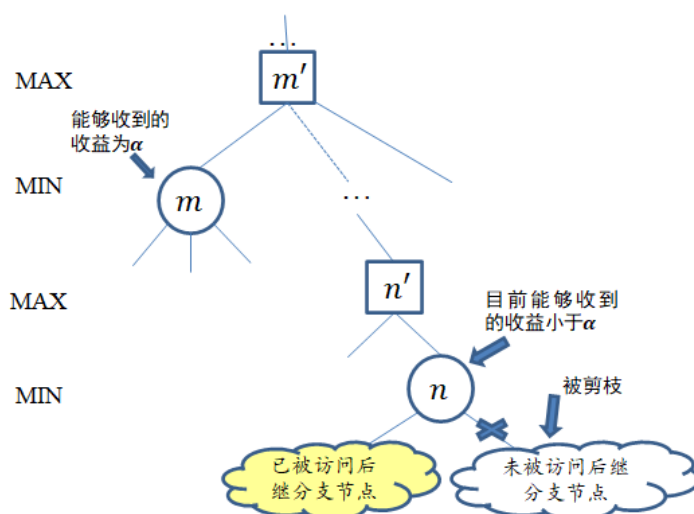 ...
MAX
m′
能够收到的
收益为α
MIN
m
...
MAX
n′
目前能够收到
的收益小于α
MIN
n
被剪枝
已被访问后
继分支节点
未被访问后继
分支节点